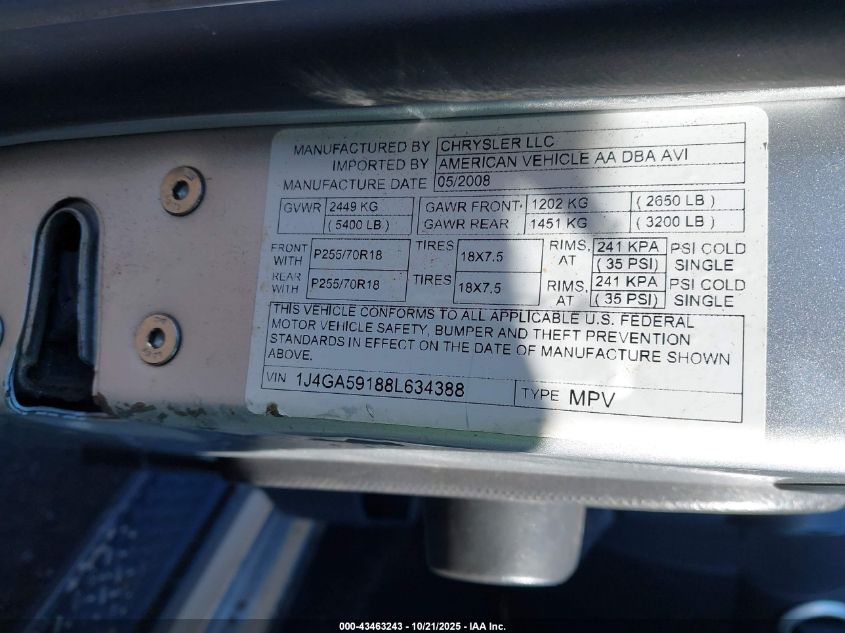 MANUFACTURED BY CHRYSLER LLC
IMPORTED BY AMERICAN VEHICLE AA DBA AVI
MANUFACTURE DATE 05/2008
GVWR 2449 KG GAWR FRONT 1202 KG ( 2650 LB )
( 5400 LB ) GAWR REAR 1451 KG ( 3200 LB )
FRONT WITH P255/70R18 TIRES 18X7.5 RIMS, AT 241 KPA ( 35 PSI) PSI COLD SINGLE
REAR WITH P255/70R18 TIRES 18X7.5 RIMS, AT 241 KPA ( 35 PSI) PSI COLD SINGLE
THIS VEHICLE CONFORMS TO ALL APPLICABLE U.S. FEDERAL
MOTOR VEHICLE SAFETY, BUMPER AND THEFT PREVENTION
STANDARDS IN EFFECT ON THE DATE OF MANUFACTURE SHOWN
ABOVE.
VIN 1J4GA59188L634388 TYPE MPV
000-43463243 - 10/21/2025 - IAA Inc.